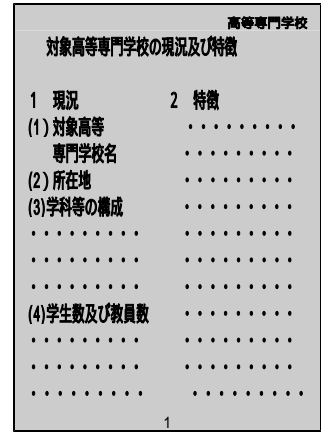 高等専門学校
対象高等専門学校の現況及び特徴
1 現況
(1)対象高等
専門学校名
(2)所在地
(3)学科等の構成
・・・・・・・・・
・・・・・・・・・
・・・・・・・・・
(4)学生数及び教員数
・・・・・・・・・
・・・・・・・・・
・・・・・・・・・
2 特徴
・・・・・・・・・
・・・・・・・・・
・・・・・・・・・
・・・・・・・・・
・・・・・・・・・
・・・・・・・・・
・・・・・・・・・
・・・・・・・・・
・・・・・・・・・
・・・・・・・・・
・・・・・・・・・
1